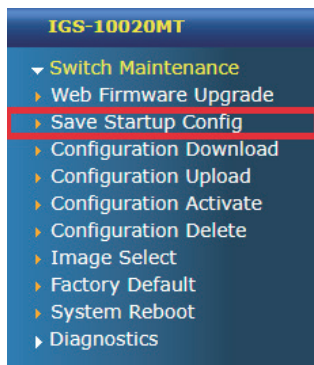 IGS-10020MT
Switch Maintenance
Web Firmware Upgrade
Save Startup Config
Configuration Download
Configuration Upload
Configuration Activate
Configuration Delete
Image Select
Factory Default
System Reboot
Diagnostics